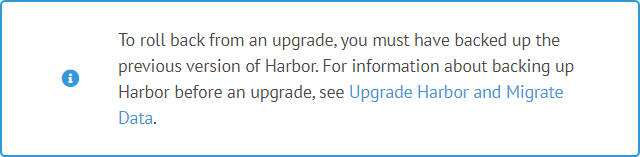 To roll back from an upgrade, you must have backed up the
previous version of Harbor. For information about backing up
Harbor before an upgrade, see Upgrade Harbor and Migrate
Data.